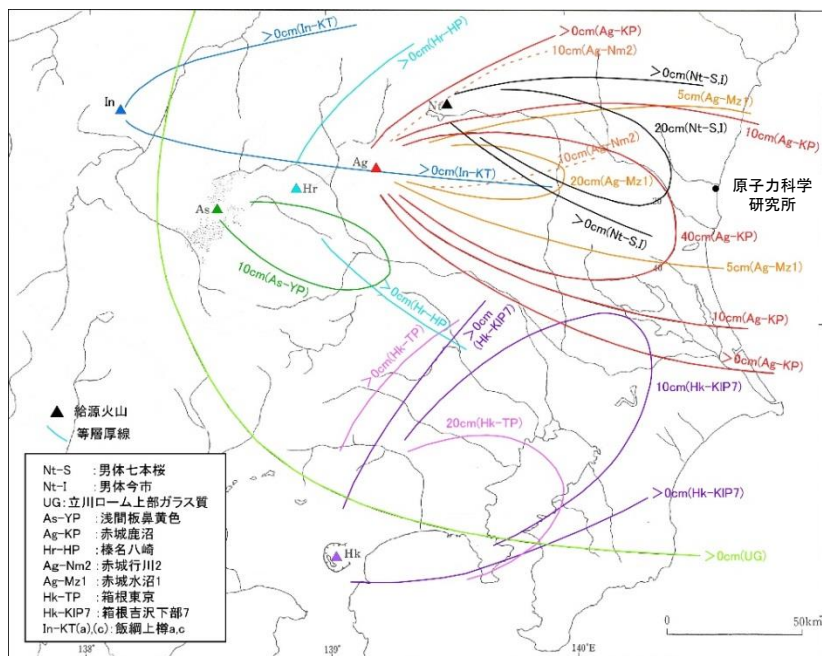 >0cm(In-KT)
>0cm(Hr-HP)
>0cm(Ag-KP)
10cm(Ag-Nm2)
>0cm(Nt-S,I)
In
Nt
5cm(Ag-Mz1)
10cm(Ag-KP)
20cm(Nt-S,I)
10cm(Ag-Nm2)
Ag
>0cm(In-KT)
20cm(Ag-Mz1)
原子力科学
研究所
Hr
As
20
>0cm(Nt-S,I)
40cm(Ag-KP)
10cm(As-YP)
40
5cm(Ag-Mz1)
>0cm(Hr-HP)
>0cm
(Hk-KIP7)
10cm(Ag-KP)
>0cm(Hk-TP)
>0cm(Ag-KP)
10cm(Hk-KIP7)
給源火山
等層厚線
20cm(Hk-TP)
Nt-S :男体七本桜
Nt-I :男体今市
UG:立川ローム上部ガラス質
As-YP :浅間板鼻黄色
Ag-KP :赤城鹿沼
Hr-HP :榛名八崎
Ag-Nm2 :赤城行川2
Ag-Mz1 :赤城水沼1
Hk-TP :箱根東京
Hk-KIP7:箱根吉沢下部7
In-KT(a),(c):飯綱上樽a,c
>0cm(Hk-KIP7)
Hk
>0cm(UG)
0
50km
138°
139°
140°E